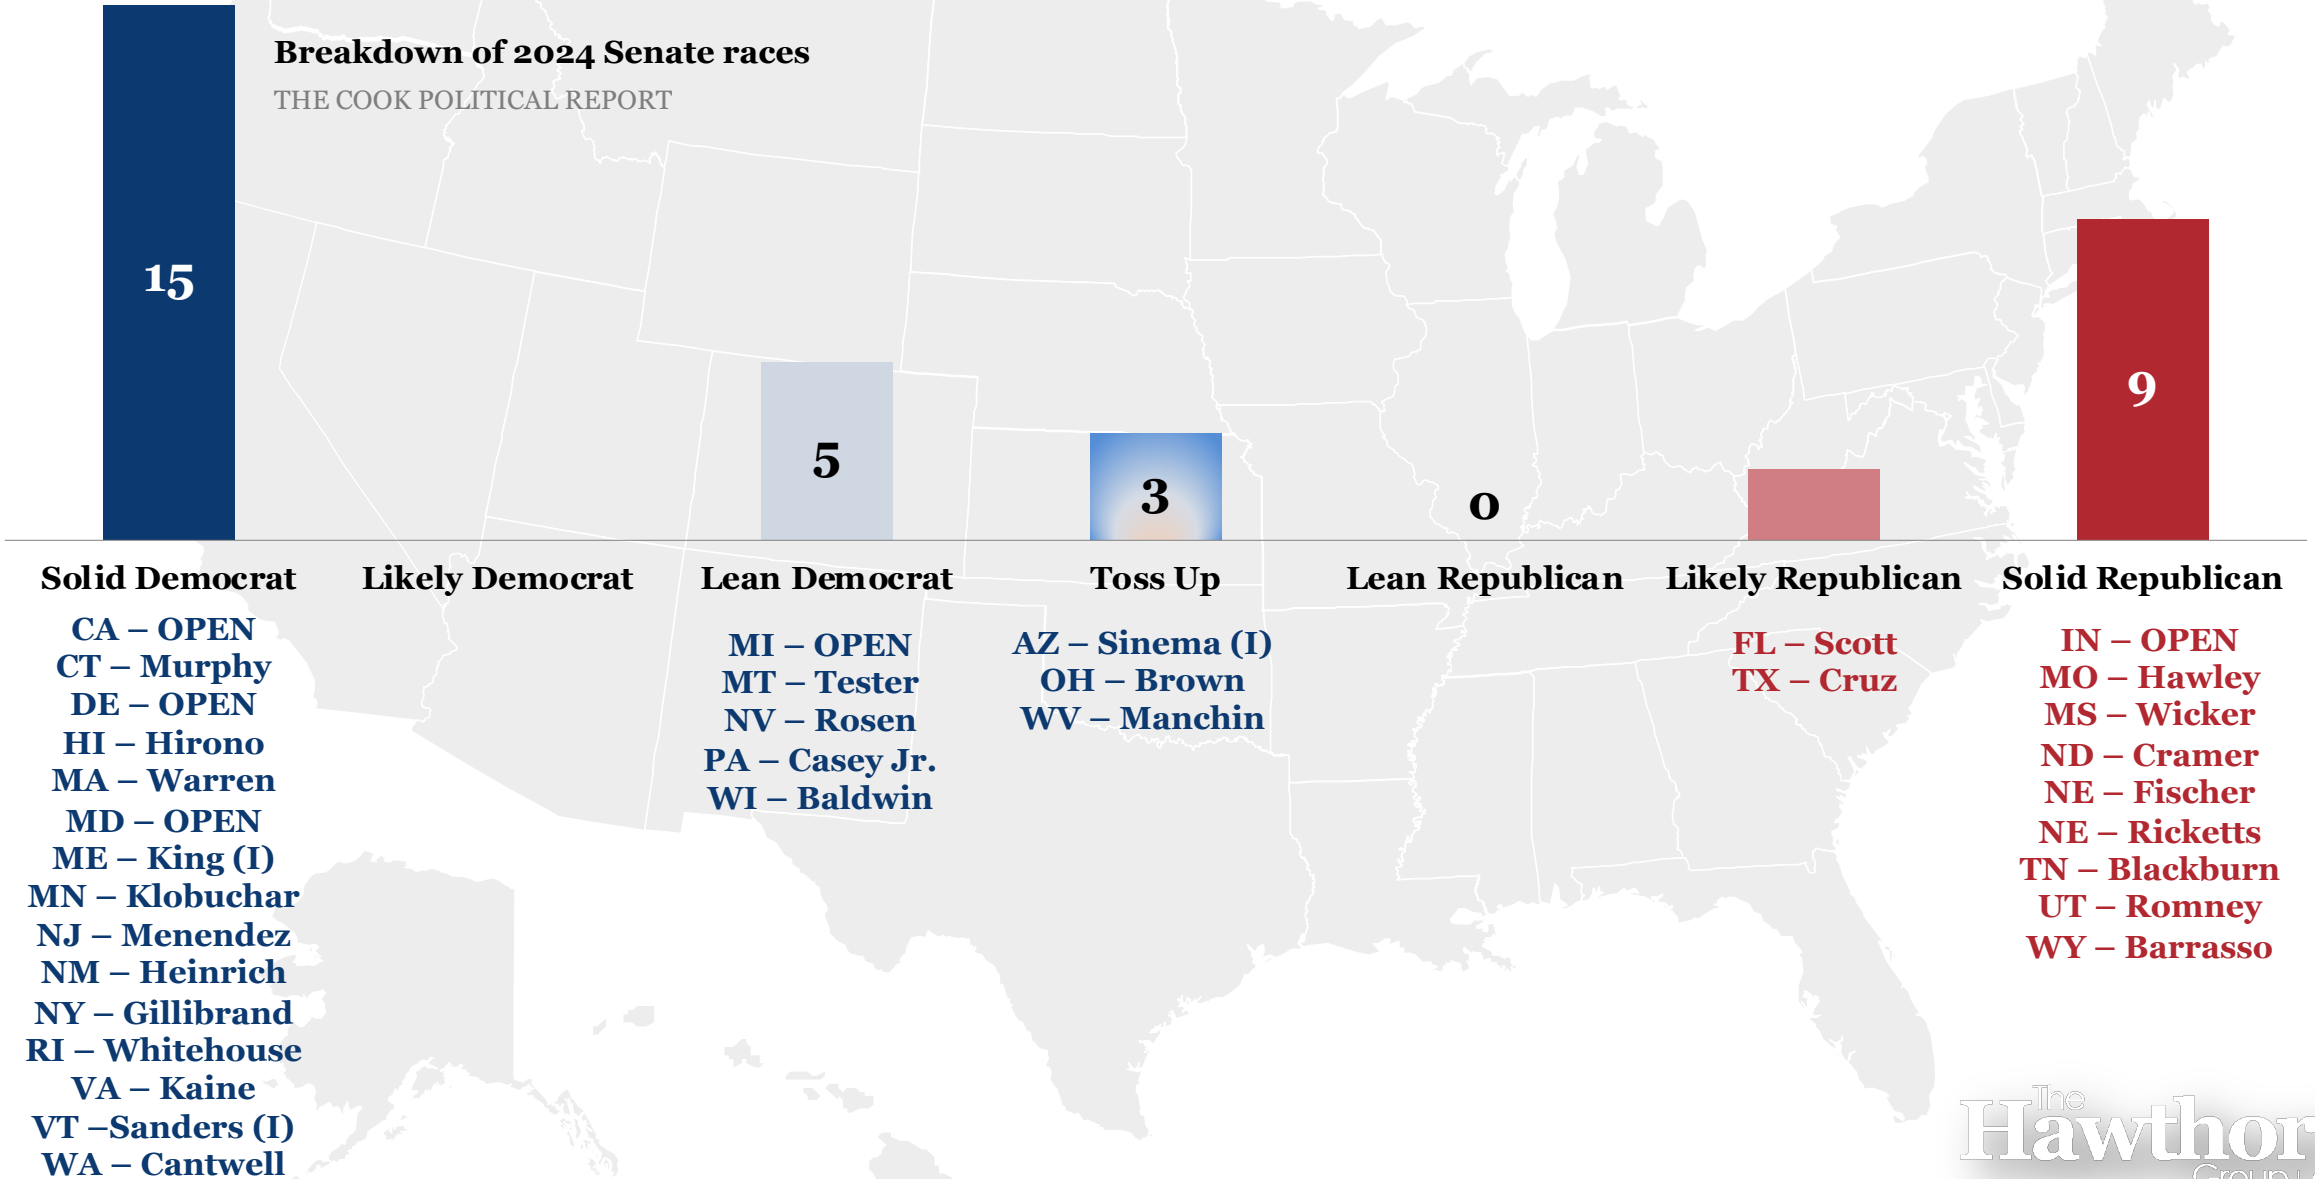 Breakdown of 2024 Senate races
THE COOK POLITICAL REPORT
15
5
3
0
9
Solid Democrat
Likely Democrat
Lean Democrat
Toss Up
Lean Republican
Likely Republican
Solid Republican
CA – OPEN
CT – Murphy
DE – OPEN
HI – Hirono
MA – Warren
MD – OPEN
ME – King (I)
MN – Klobuchar
NJ – Menendez
NM – Heinrich
NY – Gillibrand
RI – Whitehouse
VA – Kaine
VT –Sanders (I)
WA – Cantwell
MI – OPEN
MT – Tester
NV – Rosen
PA – Casey Jr.
WI – Baldwin
AZ – Sinema (I)
OH – Brown
WV – Manchin
FL – Scott
TX – Cruz
IN – OPEN
MO – Hawley
MS – Wicker
ND – Cramer
NE – Fischer
NE – Ricketts
TN – Blackburn
UT – Romney
WY – Barrasso
The
Hawthor
Group